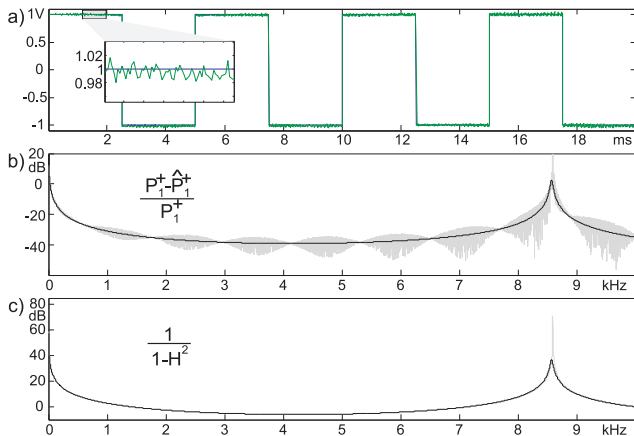 a) 1V
0.5
0
-0.5
-1
1.02
1
0.98
2 4 6 8 10 12 14 16 18 ms
b) 20
dB
0
-20
-40
P₁⁺-P̂₁⁺
P₁⁺
0 1 2 3 4 5 6 7 8 9 kHz
c) 80
dB
60
40
20
0
1
1-H²
0 1 2 3 4 5 6 7 8 9 kHz